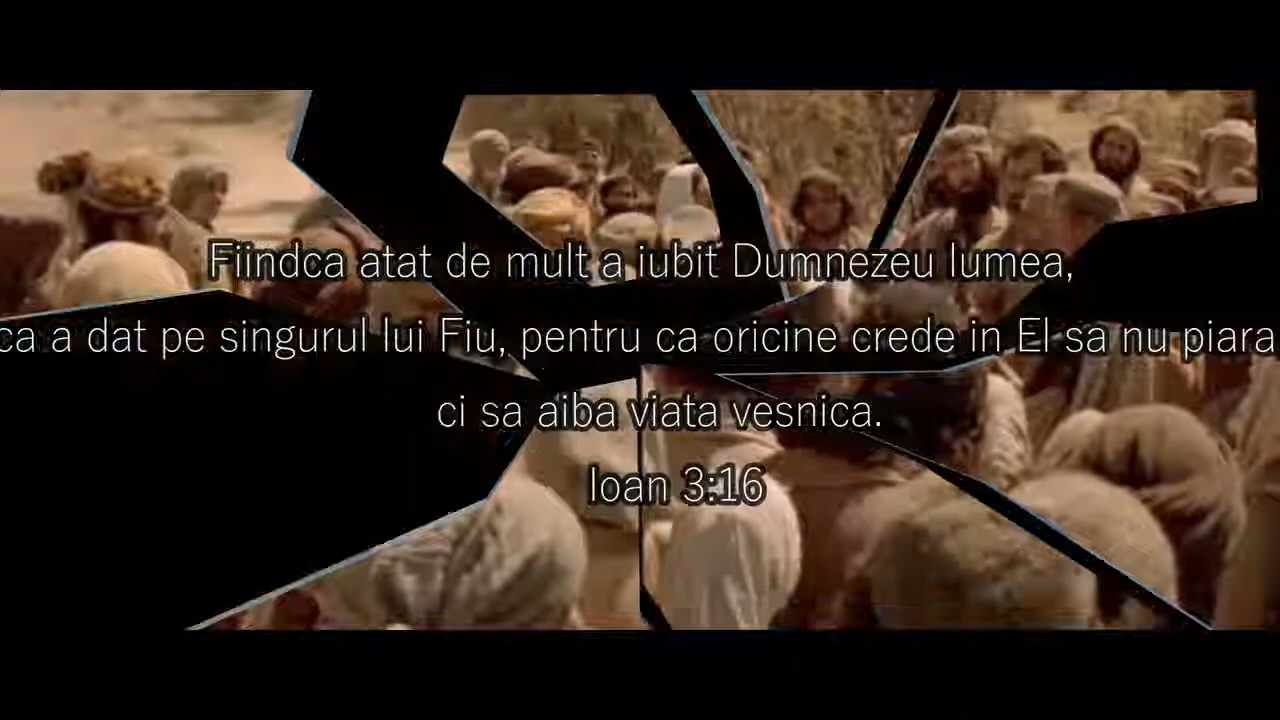 Fiindca atat de mult a iubit Dumnezeu lumea,
ca a dat pe singurul lui Fiu, pentru ca oricine crede in El sa nu piara
ci sa aiba viata vesnica.
Ioan 3:16